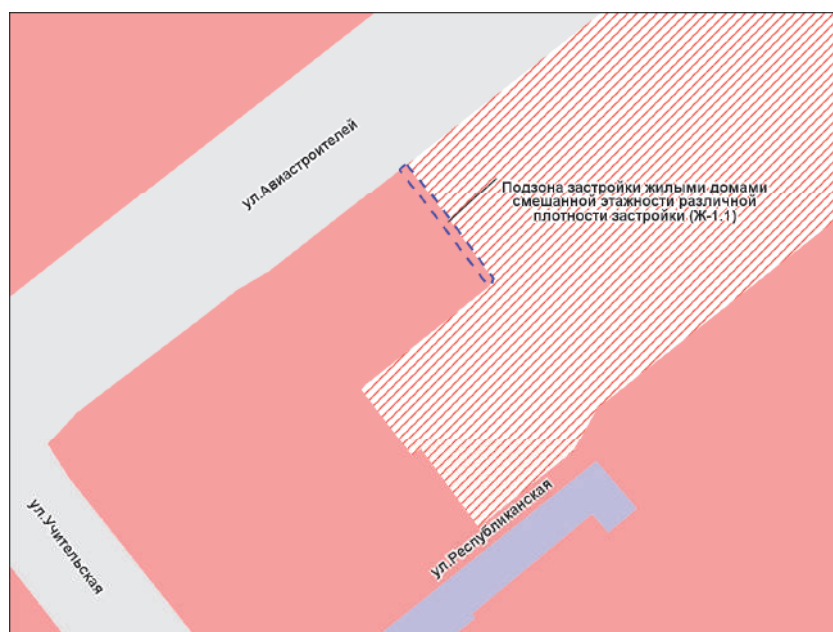 ул.Авиастроителей
Подзона застройки жилыми домами
смешанной этажности различной
плотности застройки (Ж-1.1)
ул.Республиканская
ул.Учительская